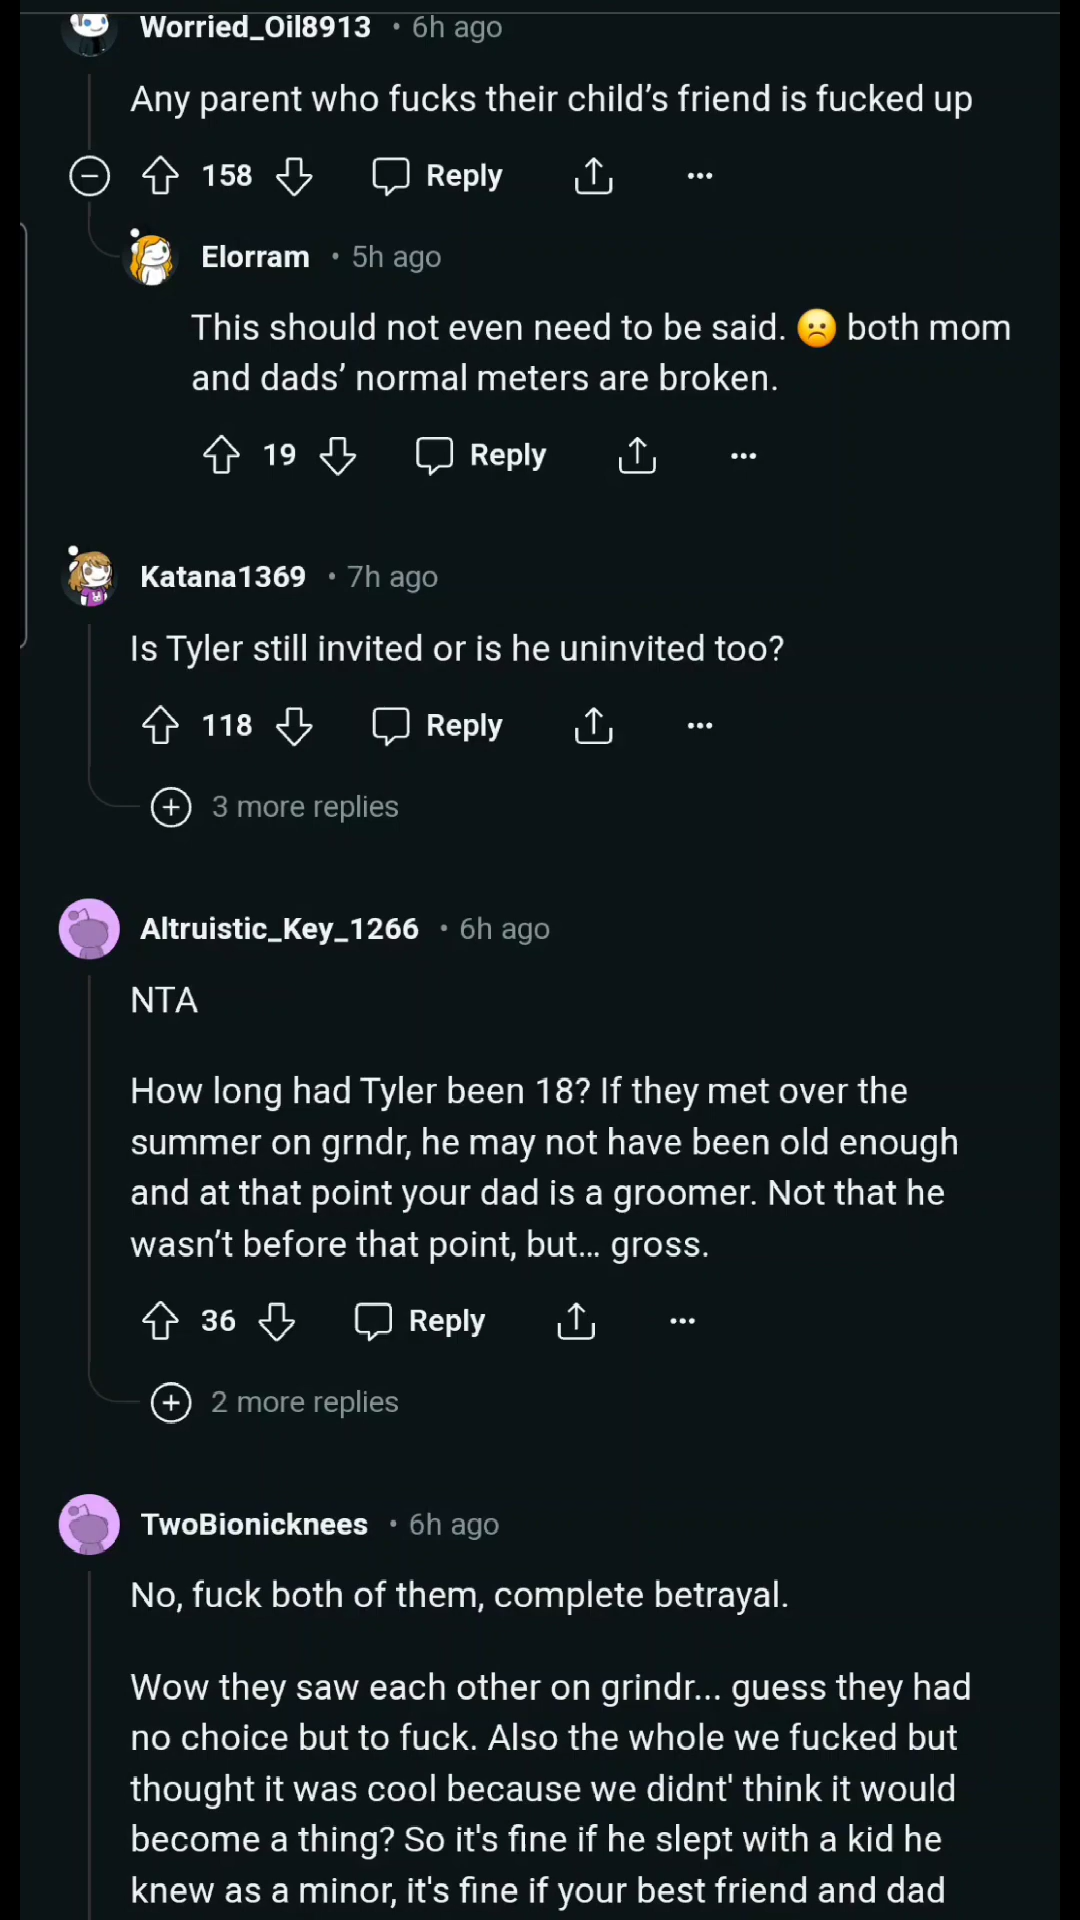 Worried_Oil8913 • 6h ago
Any parent who fucks their child’s friend is fucked up
158 Reply
Elorram • 5h ago
This should not even need to be said. ☹️ both mom
and dads’ normal meters are broken.
19 Reply
Katana1369 • 7h ago
Is Tyler still invited or is he uninvited too?
118 Reply
3 more replies
Altruistic_Key_1266 • 6h ago
NTA
How long had Tyler been 18? If they met over the
summer on grndr, he may not have been old enough
and at that point your dad is a groomer. Not that he
wasn’t before that point, but... gross.
36 Reply
2 more replies
TwoBionicknees • 6h ago
No, fuck both of them, complete betrayal.
Wow they saw each other on grindr... guess they had
no choice but to fuck. Also the whole we fucked but
thought it was cool because we didnt' think it would
become a thing? So it's fine if he slept with a kid he
knew as a minor, it's fine if your best friend and dad